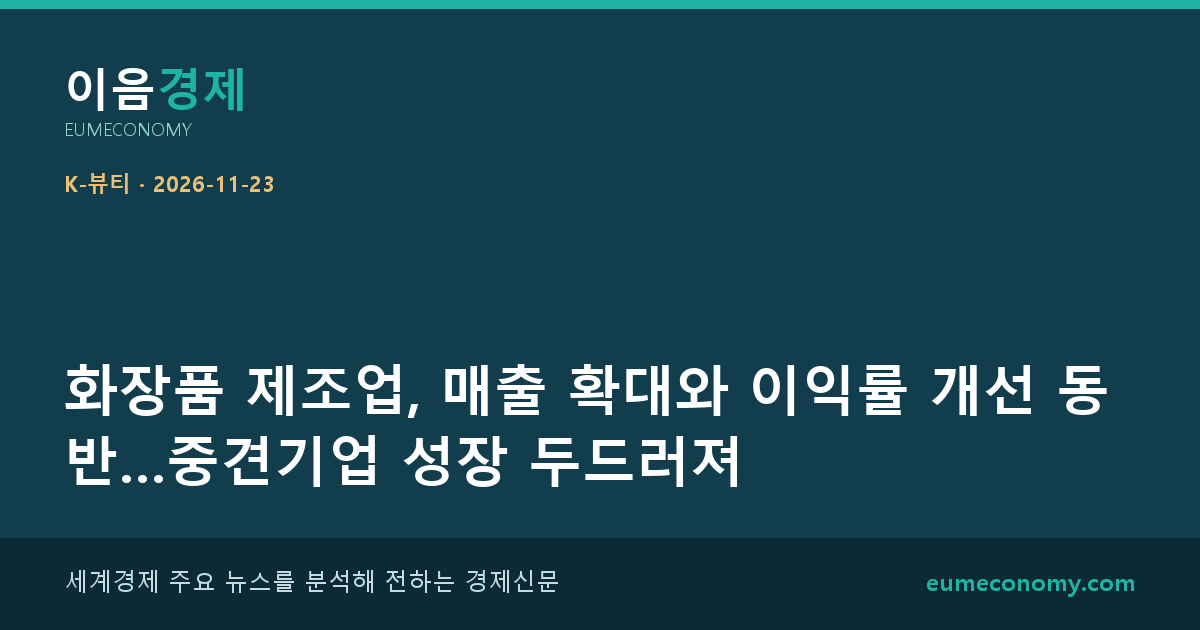 이음경제
EUMECONOMY
K-뷰티 · 2026-11-23
화장품 제조업, 매출 확대와 이익률 개선 동
반...중견기업 성장 두드러져
세계경제 주요 뉴스를 분석해 전하는 경제신문
eumeconomy.com